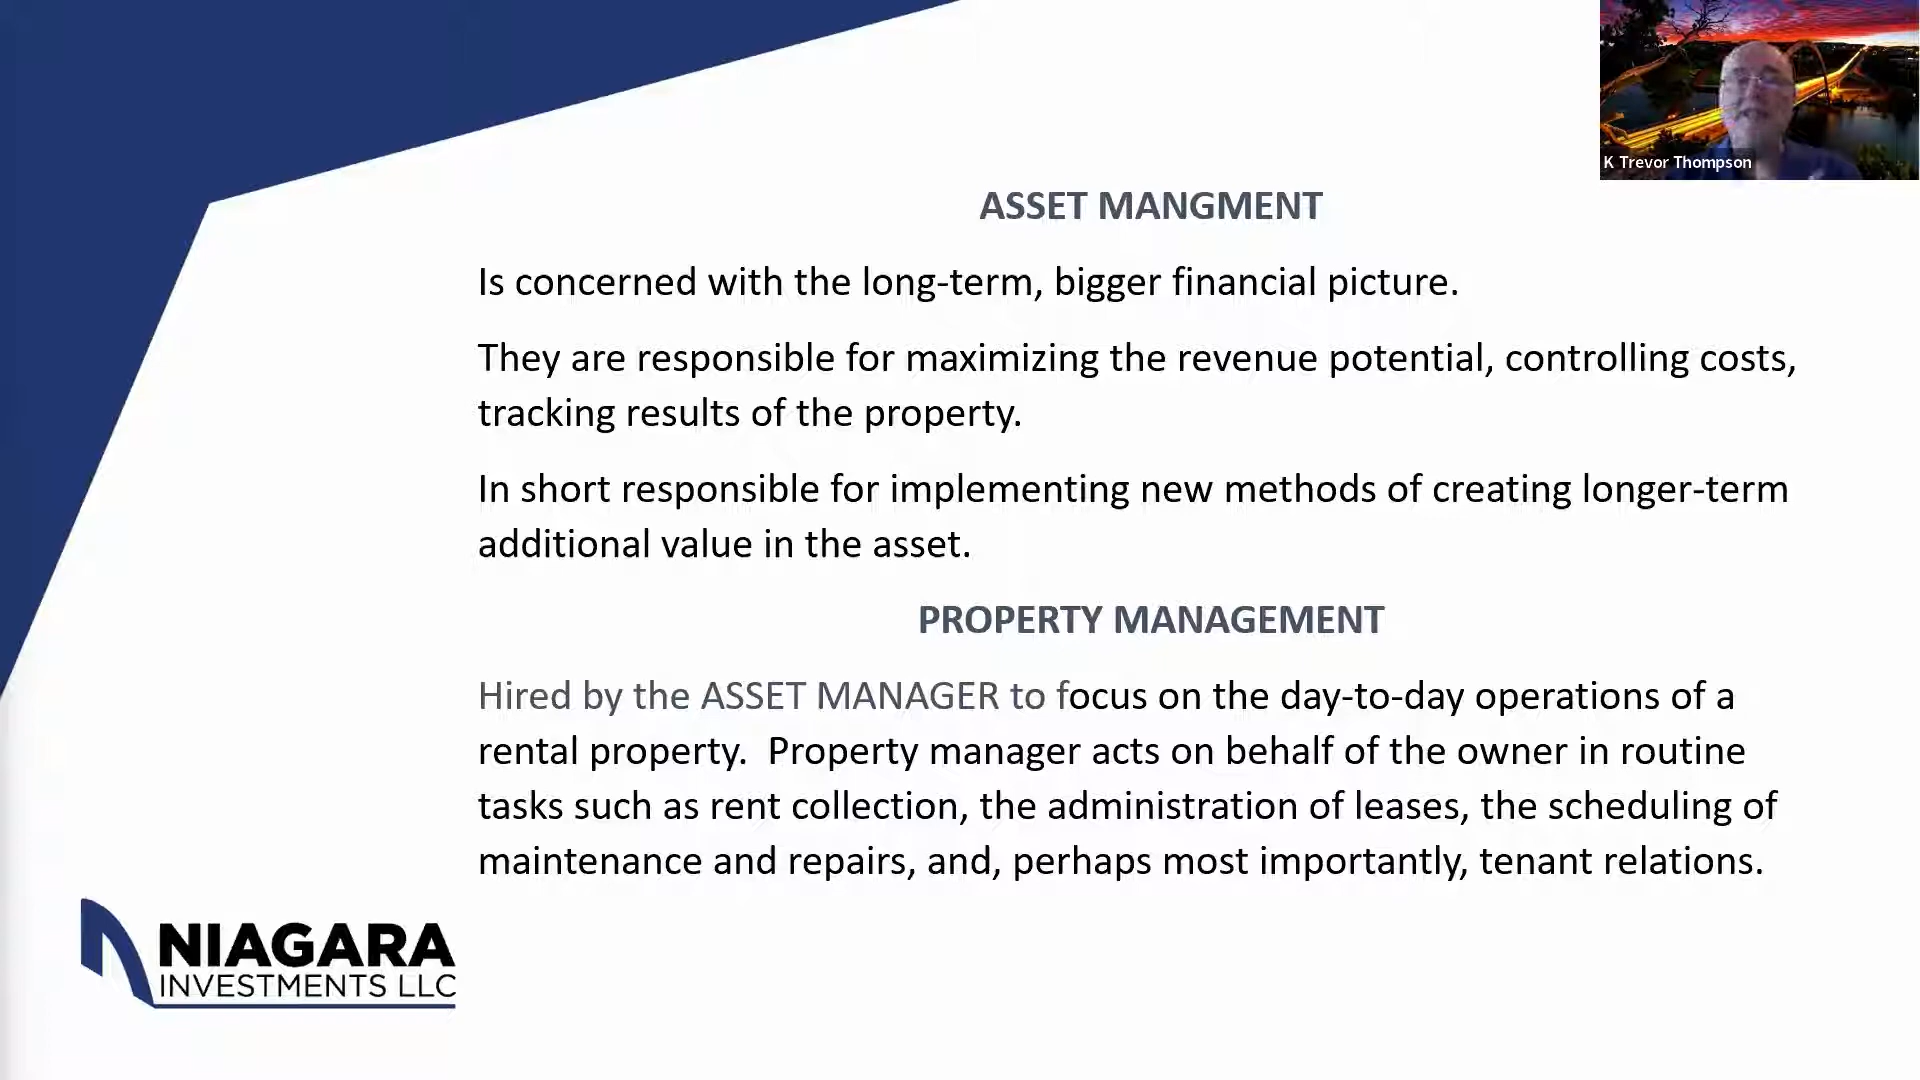 K Trevor Thompson
ASSET MANGMENT
Is concerned with the long-term, bigger financial picture.
They are responsible for maximizing the revenue potential, controlling costs,
tracking results of the property.
In short responsible for implementing new methods of creating longer-term
additional value in the asset.
PROPERTY MANAGEMENT
Hired by the ASSET MANAGER to focus on the day-to-day operations of a
rental property.  Property manager acts on behalf of the owner in routine
tasks such as rent collection, the administration of leases, the scheduling of
maintenance and repairs, and, perhaps most importantly, tenant relations.
NIAGARA
INVESTMENTS LLC